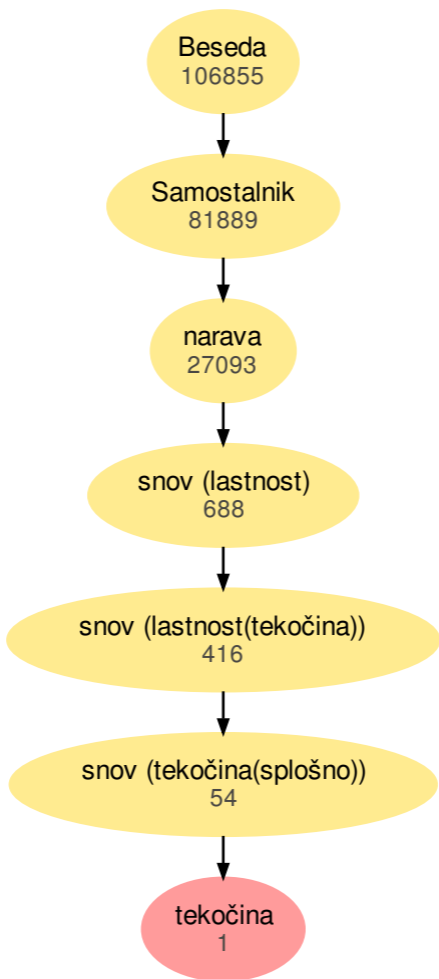 Beseda
106855
Samostalnik
81889
narava
27093
snov (lastnost)
688
snov (lastnost(tekočina))
416
snov (tekočina(splošno))
54
tekočina
1